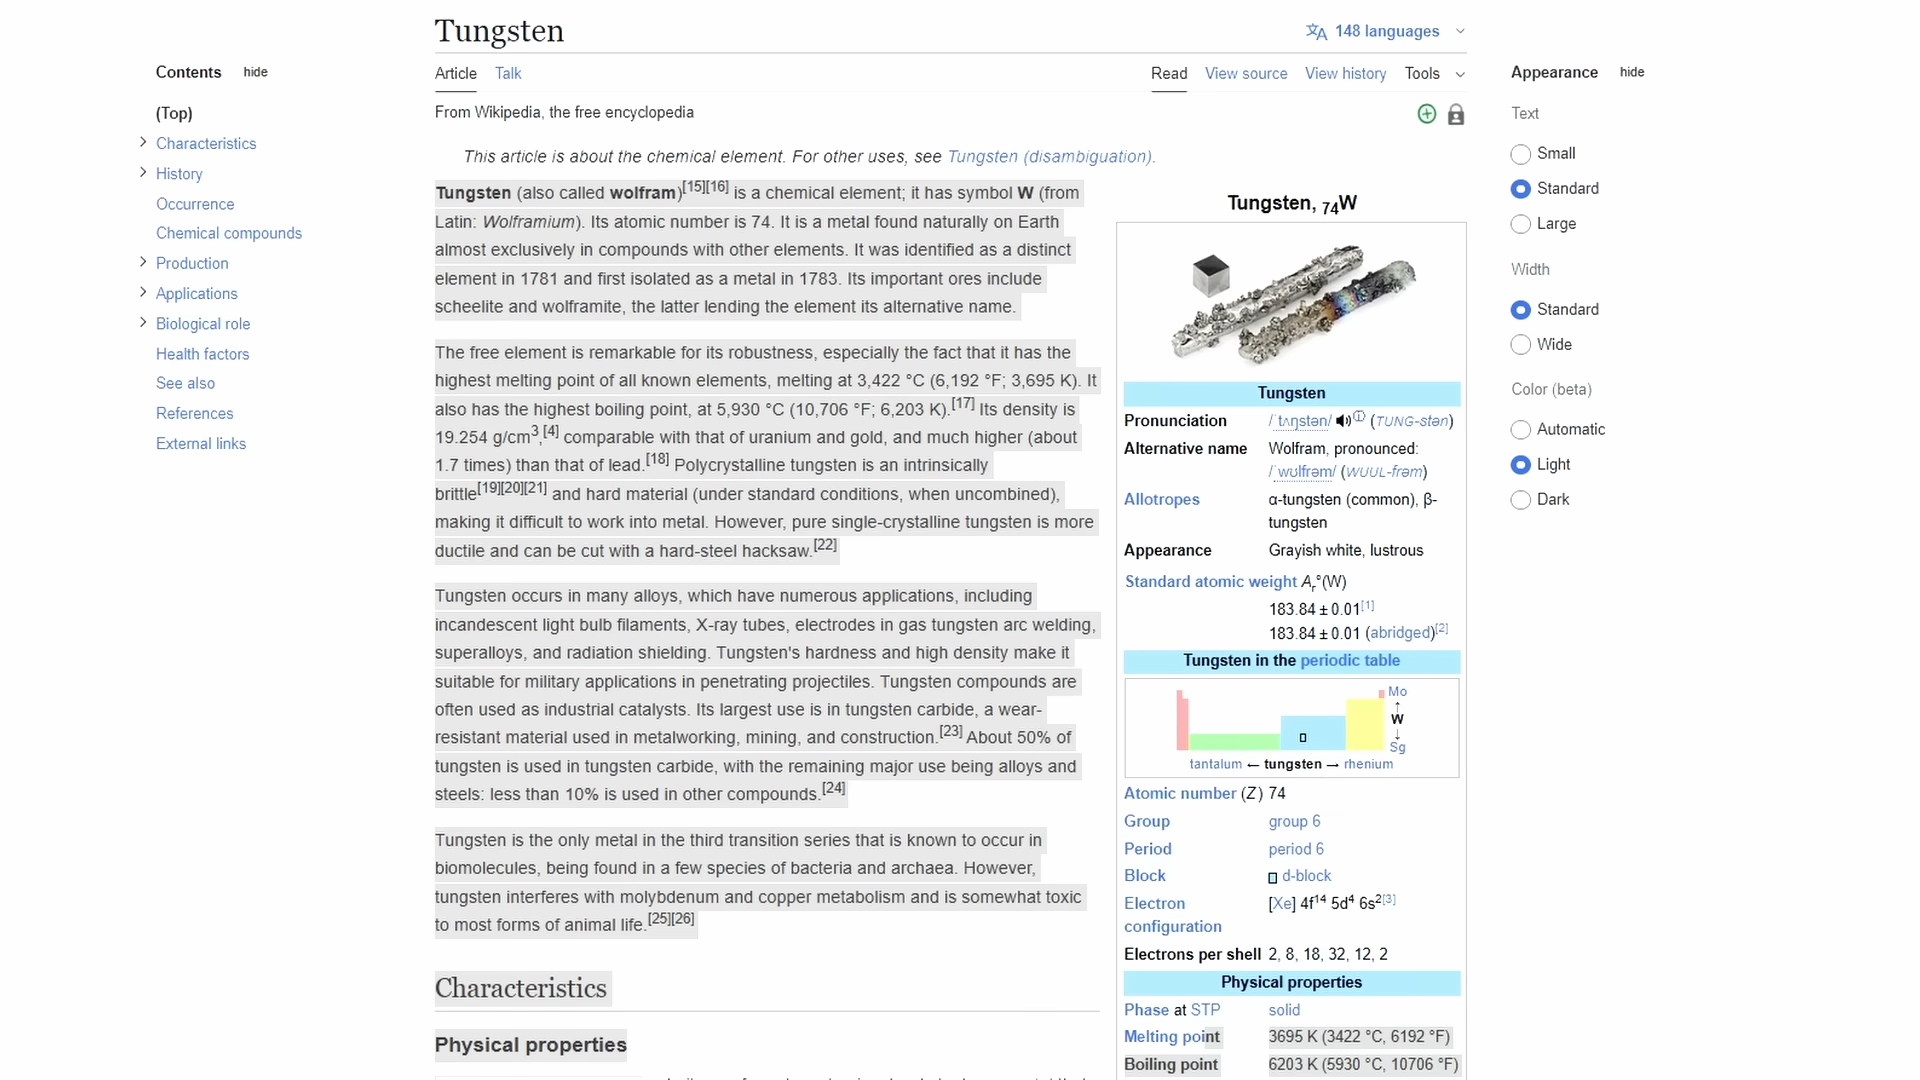 Tungsten
148 languages
Contents hide
(Top)
Characteristics
History
Occurrence
Chemical compounds
Production
Applications
Biological role
Health factors
See also
References
External links
Article Talk
Read View source View history Tools
From Wikipedia, the free encyclopedia
This article is about the chemical element. For other uses, see Tungsten (disambiguation).
Tungsten (also called wolfram)[15][16] is a chemical element; it has symbol W (from
Latin: Wolframium). Its atomic number is 74. It is a metal found naturally on Earth
almost exclusively in compounds with other elements. It was identified as a distinct
element in 1781 and first isolated as a metal in 1783. Its important ores include
scheelite and wolframite, the latter lending the element its alternative name.
The free element is remarkable for its robustness, especially the fact that it has the
highest melting point of all known elements, melting at 3,422 °C (6,192 °F; 3,695 K). It
also has the highest boiling point, at 5,930 °C (10,706 °F; 6,203 K).[17] Its density is
19.254 g/cm3,[4] comparable with that of uranium and gold, and much higher (about
1.7 times) than that of lead.[18] Polycrystalline tungsten is an intrinsically
brittle[19][20][21] and hard material (under standard conditions, when uncombined),
making it difficult to work into metal. However, pure single-crystalline tungsten is more
ductile and can be cut with a hard-steel hacksaw.[22]
Tungsten occurs in many alloys, which have numerous applications, including
incandescent light bulb filaments, X-ray tubes, electrodes in gas tungsten arc welding,
superalloys, and radiation shielding. Tungsten's hardness and high density make it
suitable for military applications in penetrating projectiles. Tungsten compounds are
often used as industrial catalysts. Its largest use is in tungsten carbide, a wear-
resistant material used in metalworking, mining, and construction.[23] About 50% of
tungsten is used in tungsten carbide, with the remaining major use being alloys and
steels: less than 10% is used in other compounds.[24]
Tungsten is the only metal in the third transition series that is known to occur in
biomolecules, being found in a few species of bacteria and archaea. However,
tungsten interferes with molybdenum and copper metabolism and is somewhat toxic
to most forms of animal life.[25][26]
Characteristics
Physical properties
Tungsten, 74W
Tungsten
Pronunciation /ˈtʌŋstən/ ⓘ (TUNG-stən)
Alternative name Wolfram, pronounced:
/ˈwʊlfrəm/ (WUUL-frəm)
Allotropes α-tungsten (common), β-
tungsten
Appearance Grayish white, lustrous
Standard atomic weight Ar°(W)
183.84 ± 0.01[1]
183.84 ± 0.01 (abridged)[2]
Tungsten in the periodic table
Mo
↑
W
↓
Sg
tantalum ← tungsten → rhenium
Atomic number (Z) 74
Group group 6
Period period 6
Block d-block
Electron [Xe] 4f14 5d4 6s2[3]
configuration
Electrons per shell 2, 8, 18, 32, 12, 2
Physical properties
Phase at STP solid
Melting point 3695 K (3422 °C, 6192 °F)
Boiling point 6203 K (5930 °C, 10706 °F)
Appearance hide
Text
Small
Standard
Large
Width
Standard
Wide
Color (beta)
Automatic
Light
Dark